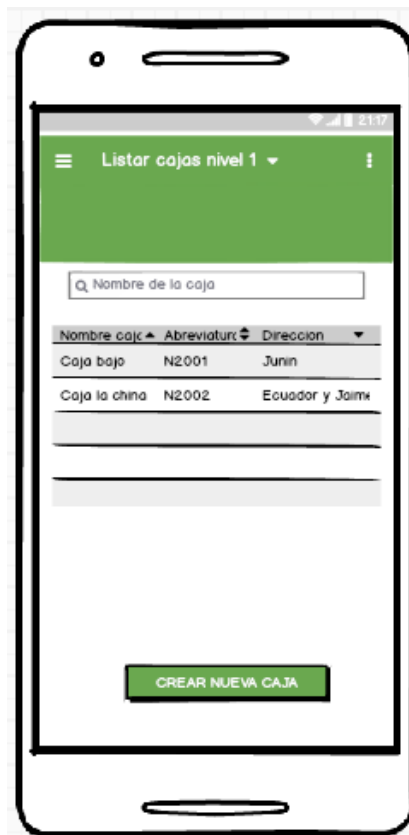 21:17
Listar cajas nivel 1
Nombre de la caja
Nombre caja Abreviatura Direccion
Caja bajo N2001 Junin
Caja la china N2002 Ecuador y Jaime
CREAR NUEVA CAJA